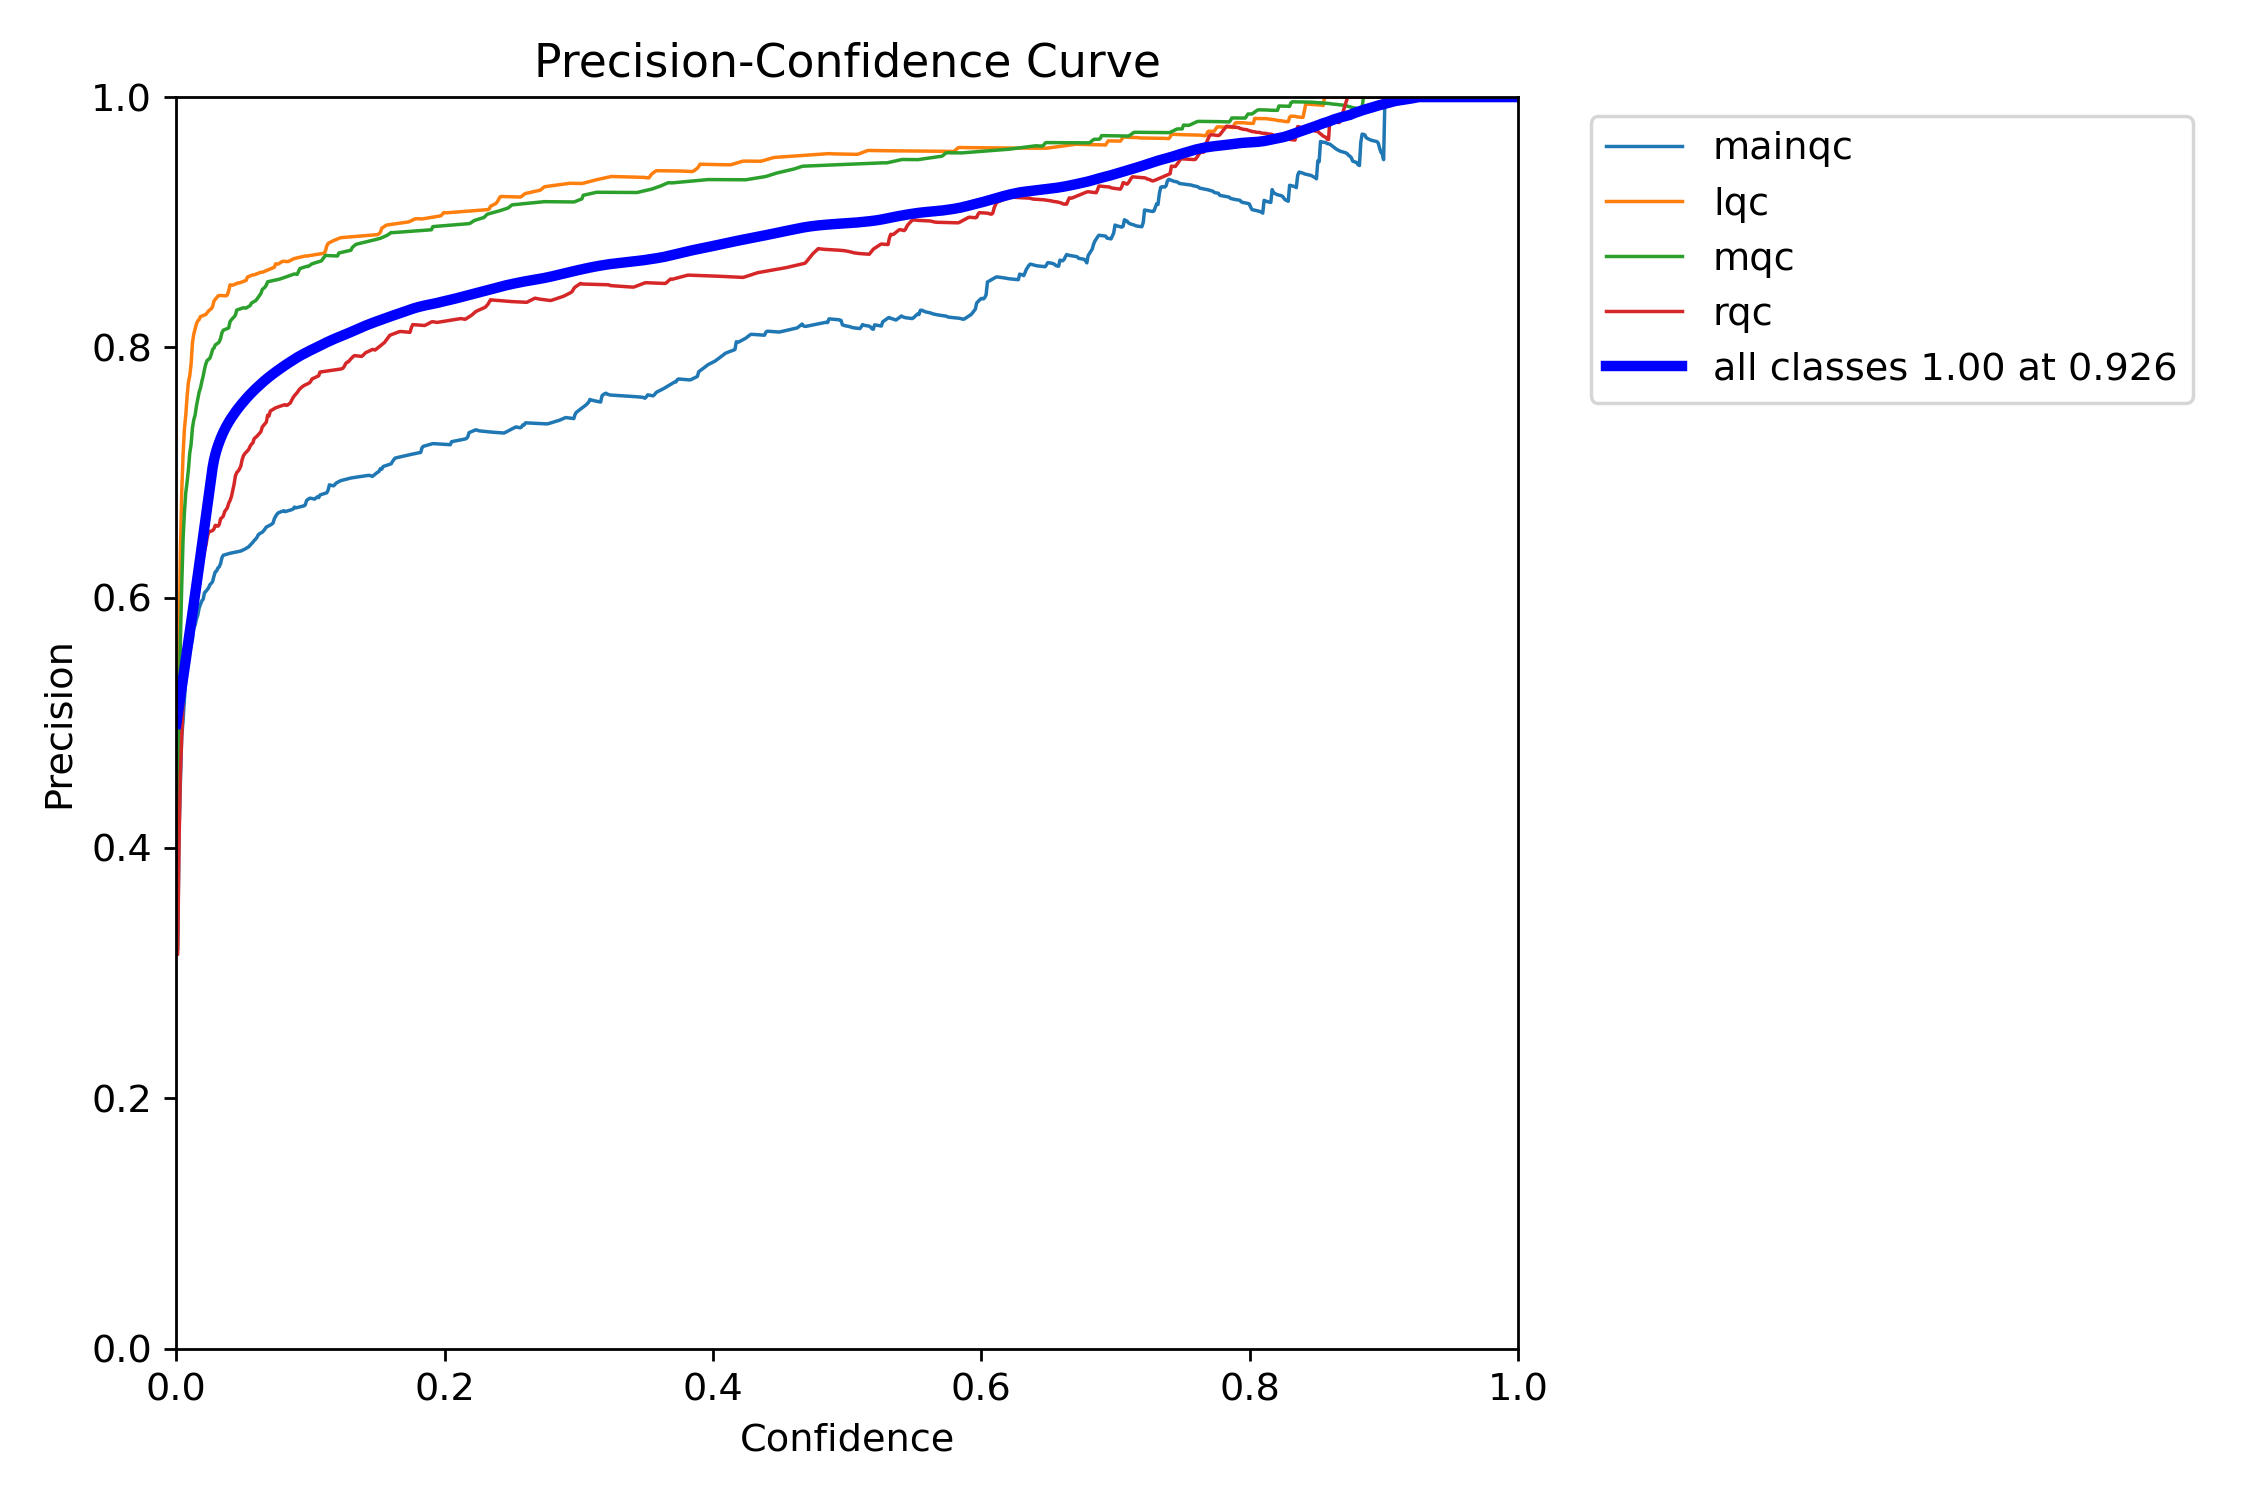 Precision-Confidence Curve
1.0
0.8
0.6
0.4
0.2
0.0
Precision
0.0 0.2 0.4 0.6 0.8 1.0
Confidence
mainqc
lqc
mqc
rqc
all classes 1.00 at 0.926